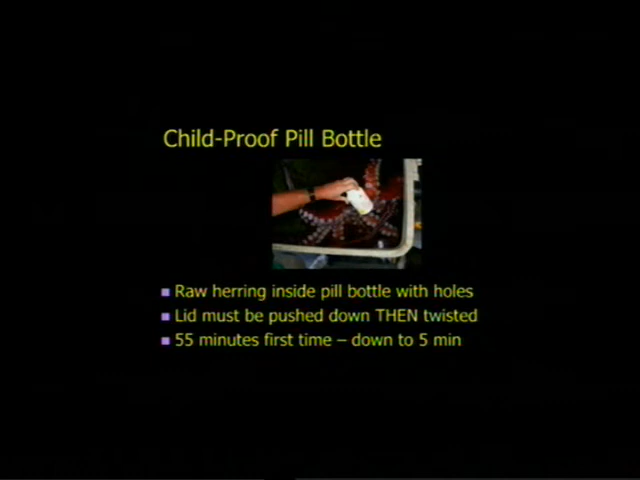 Child-Proof Pill Bottle
Raw herring inside pill bottle with holes
Lid must be pushed down THEN twisted
55 minutes first time – down to 5 min